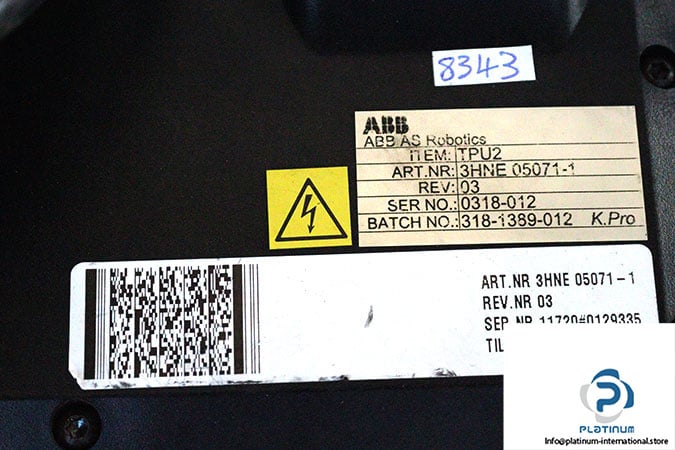 8343
ABB
ABB AS Robotics
ITEM: TPU2
ART.NR: 3HNE 05071-1
REV: 03
SER NO.: 0318-012
BATCH NO.: 318-1389-012 K.Pro
ART.NR 3HNE 05071-1
REV.NR 03
SER.NR 11720#0129335
TIL
PLATINUM
Info@platinum-international.store